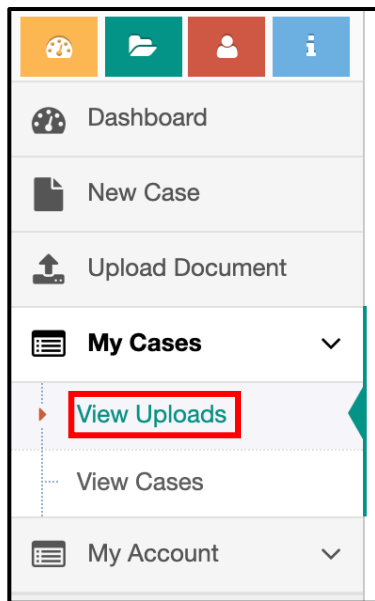 Dashboard
New Case
Upload Document
My Cases
View Uploads
View Cases
My Account